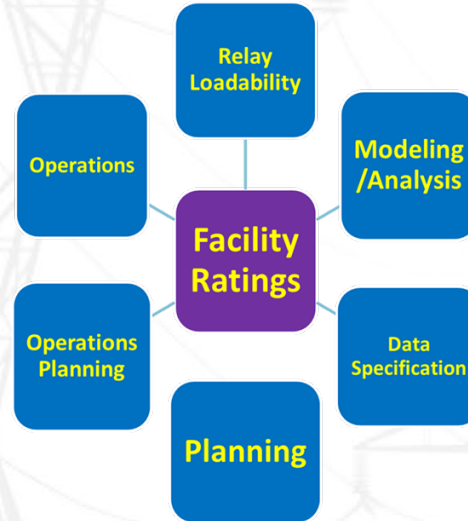 Relay
Loadability
Operations
Modeling
/Analysis
Facility
Ratings
Operations
Planning
Data
Specification
Planning